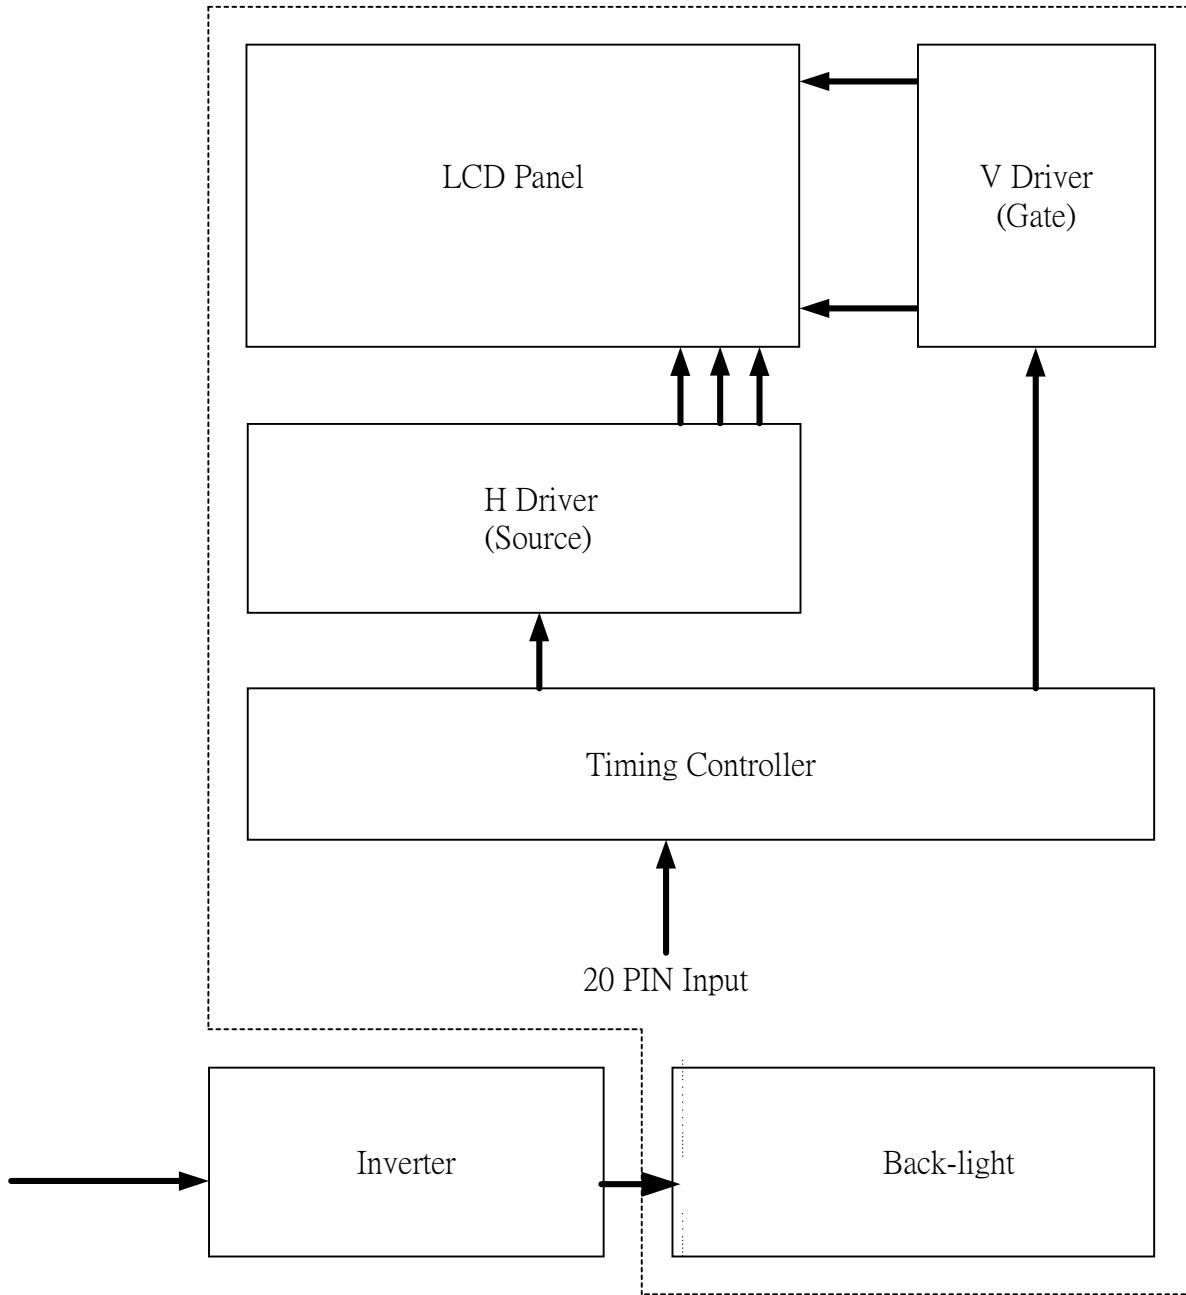 LCD Panel
V Driver
(Gate)
H Driver
(Source)
Timing Controller
20 PIN Input
Inverter
Back-light